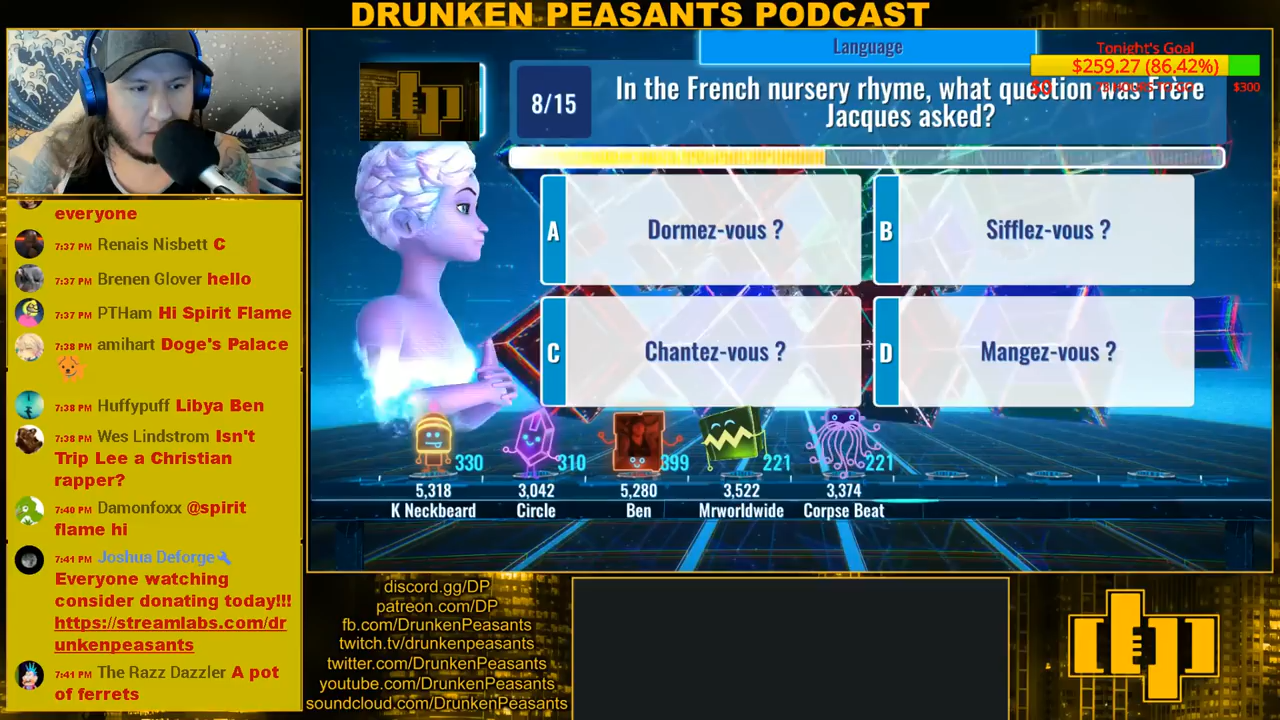 DRUNKEN PEASANTS PODCAST
everyone
7:37 PM Renais Nisbett C
7:37 PM Brenen Glover hello
7:37 PM PTHam Hi Spirit Flame
7:38 PM amihart Doge's Palace
7:38 PM Huffypuff Libya Ben
7:38 PM Wes Lindstrom Isn't
Trip Lee a Christian
rapper?
7:40 PM Damonfoxx @spirit
flame hi
7:41 PM Joshua Deforge
Everyone watching
consider donating today!!!
https://streamlabs.com/dr
unkenpeasants
7:41 PM The Razz Dazzler A pot
of ferrets
Language
Tonight's Goal
$259.27 (86.42%)
$0
$300
8/15
In the French nursery rhyme, what question was Frère
Jacques asked?
A
Dormez-vous ?
B
Sifflez-vous ?
C
Chantez-vous ?
D
Mangez-vous ?
330
310
399
221
221
5,318
3,042
5,280
3,522
3,374
K Neckbeard
Circle
Ben
Mrworldwide
Corpse Beat
discord.gg/DP
patreon.com/DP
fb.com/DrunkenPeasants
twitch.tv/drunkenpeasants
twitter.com/DrunkenPeasants
youtube.com/DrunkenPeasants
soundcloud.com/DrunkenPeasants